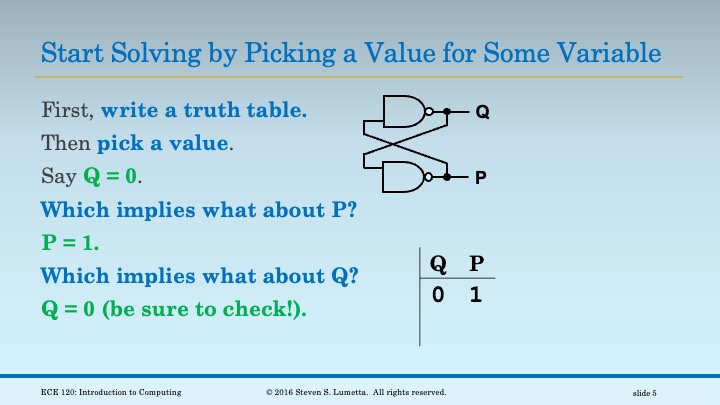 Start Solving by Picking a Value for Some Variable
First, write a truth table.
Then pick a value.
Say Q = 0.
Which implies what about P?
P = 1.
Which implies what about Q?
Q = 0 (be sure to check!).
Q
P
Q P
0 1
ECE 120: Introduction to Computing
© 2016 Steven S. Lumetta. All rights reserved.
slide 5